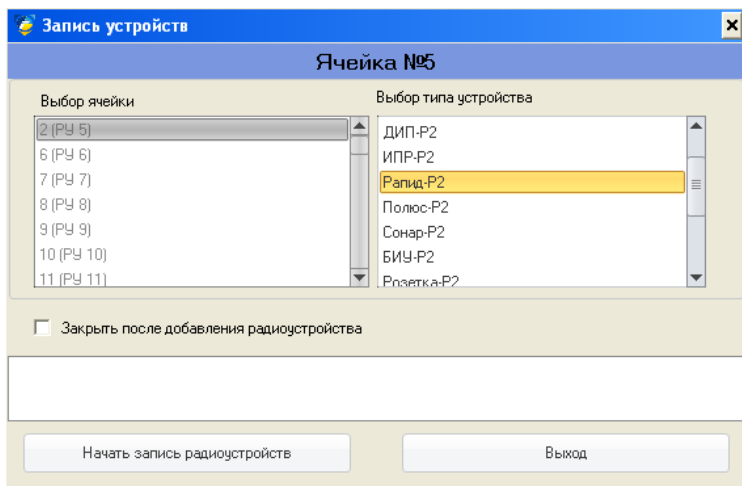 Запись устройств
Ячейка №5
Выбор ячейки
2 (РУ 5)
6 (РУ 6)
7 (РУ 7)
8 (РУ 8)
9 (РУ 9)
10 (РУ 10)
11 (РУ 11)
Выбор типа устройства
ДИП-Р2
ИПР-Р2
Рапид-Р2
Полюс-Р2
Сонар-Р2
БИУ-Р2
Розетка-Р2
Закрыть после добавления радиоустройства
Начать запись радиоустройств
Выход